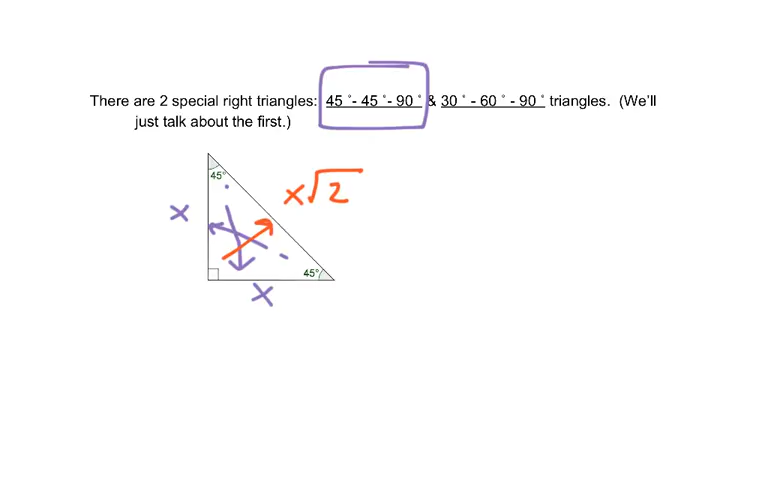 There are 2 special right triangles: 45 ° - 45 ° - 90 ° & 30 ° - 60 ° - 90 ° triangles. (We'll
just talk about the first.)
45°
x√2
x
45°
x